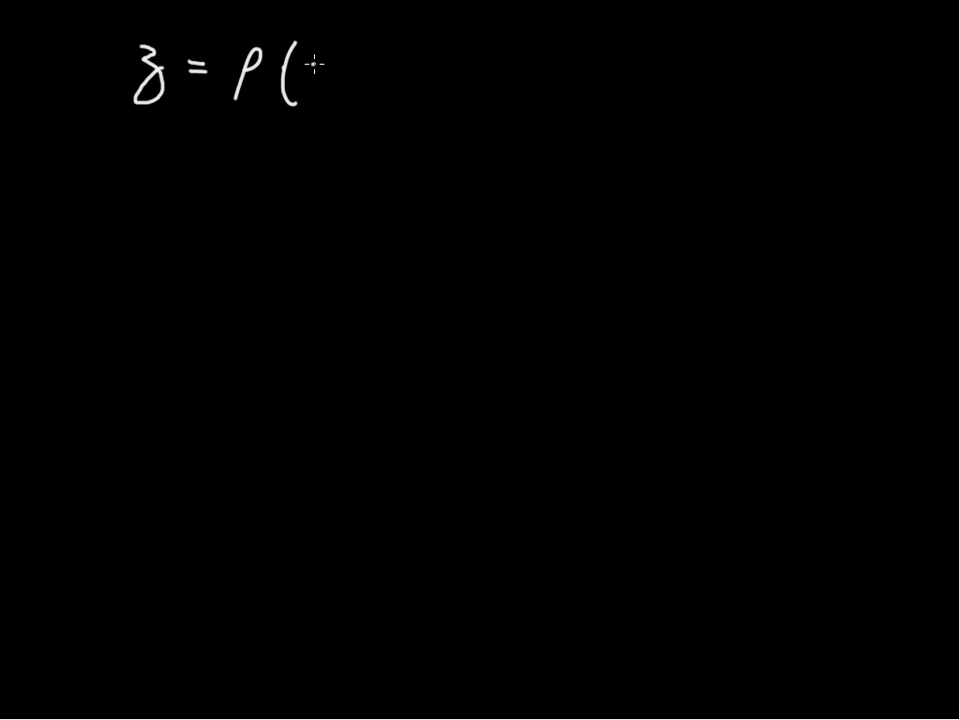 z = ρ (